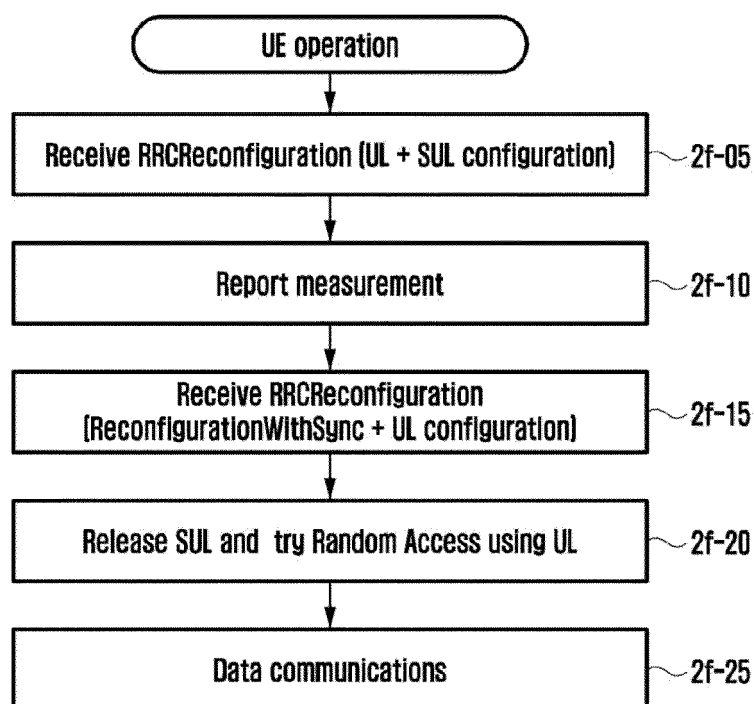 UE operation
Receive RRCReconfiguration (UL + SUL configuration)
2f-05
Report measurement
2f-10
Receive RRCReconfiguration
(ReconfigurationWithSync + UL configuration)
2f-15
Release SUL and try Random Access using UL
2f-20
Data communications
2f-25